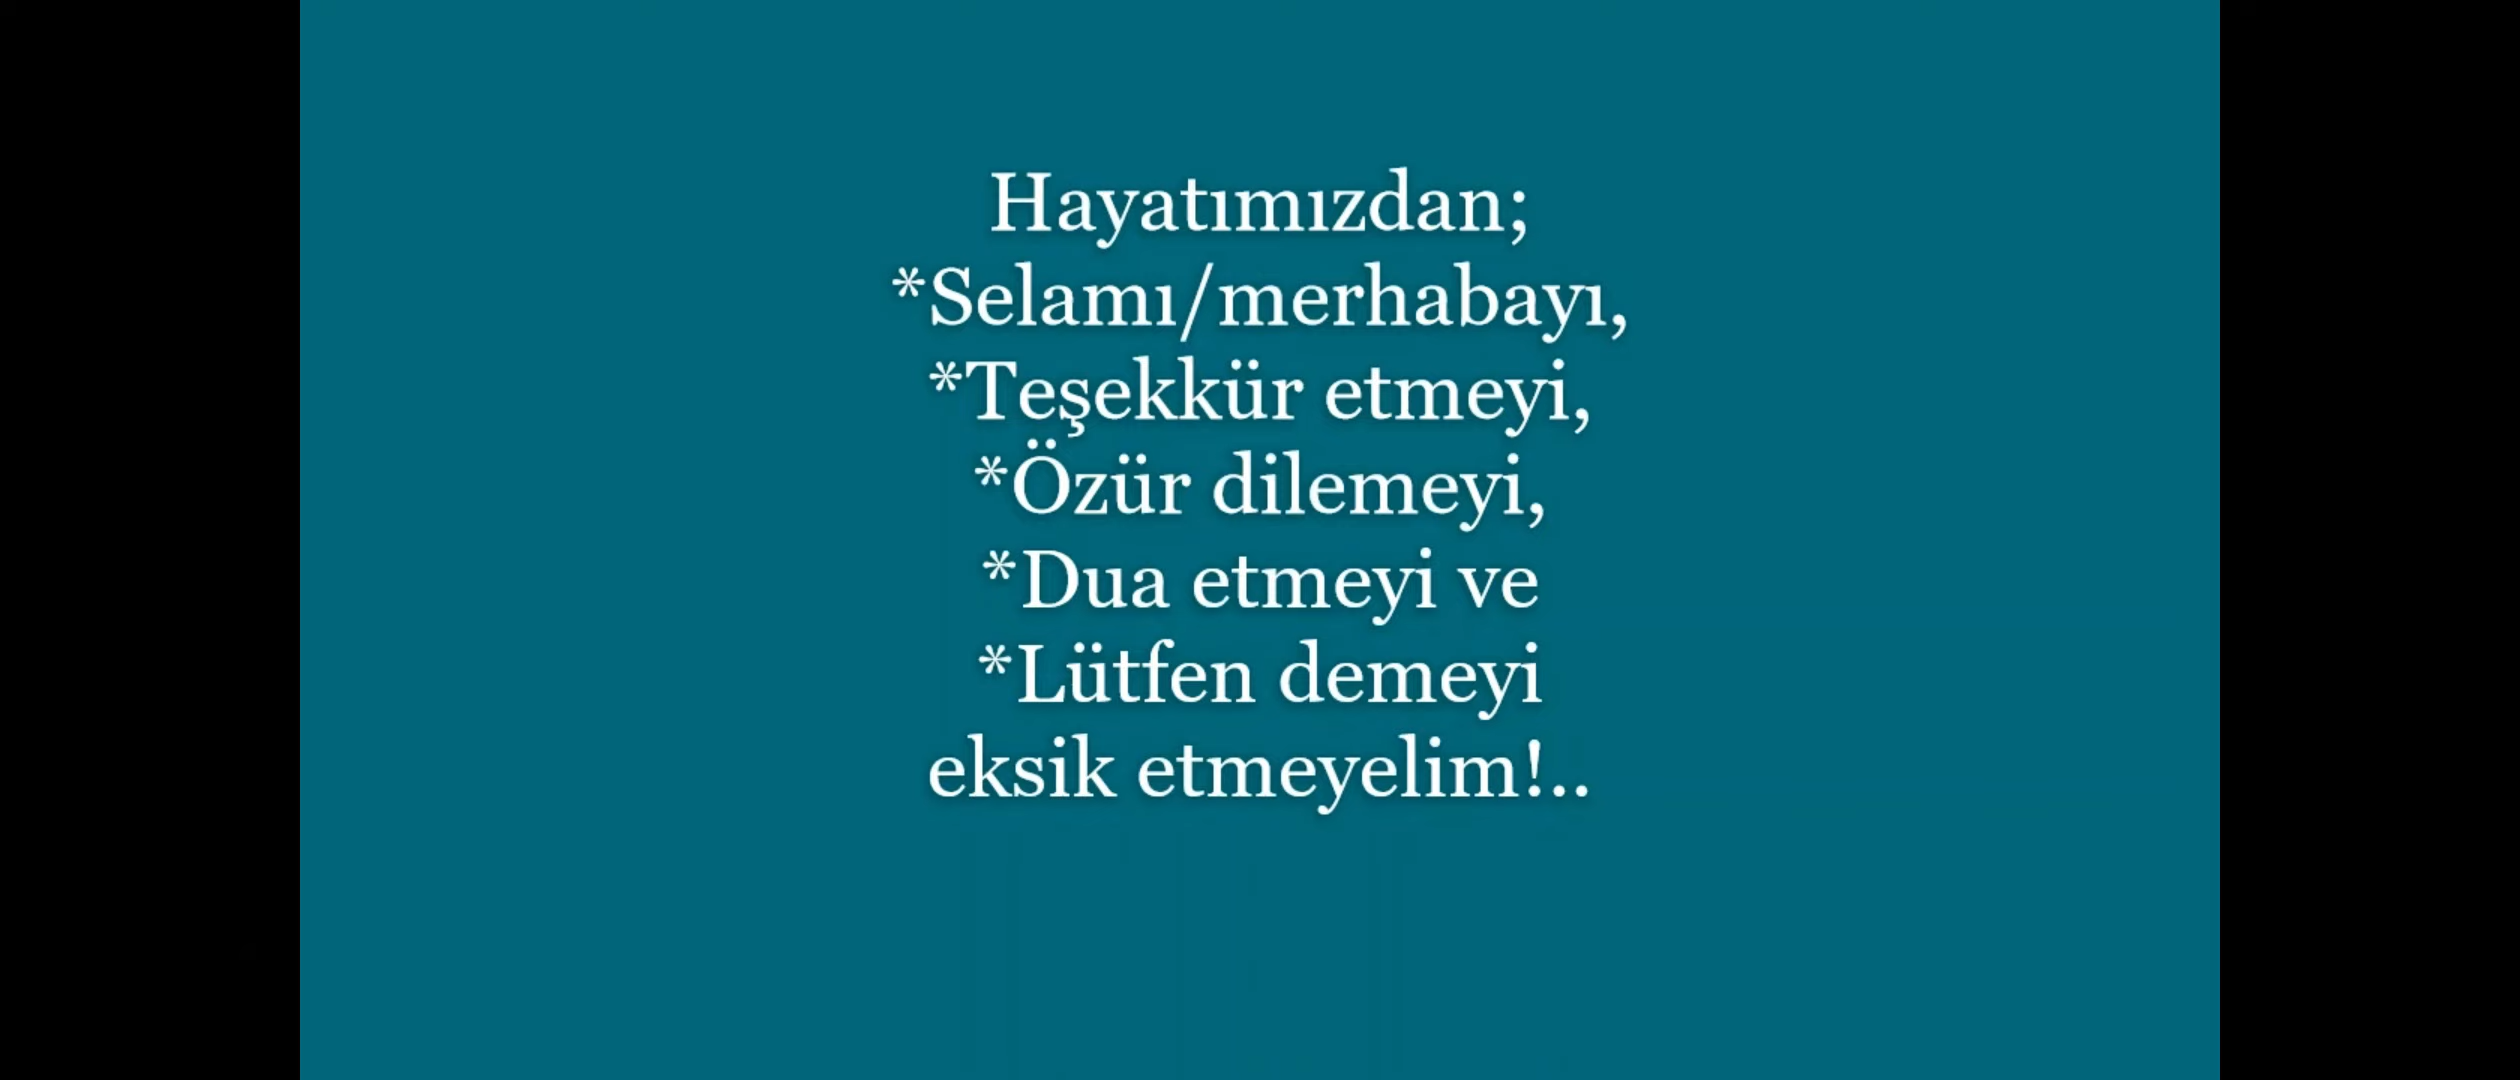 Hayatımızdan;
*Selamı/merhabayı,
*Teşekkür etmeyi,
*Özür dilemeyi,
*Dua etmeyi ve
*Lütfen demeyi
eksik etmeyelim!..